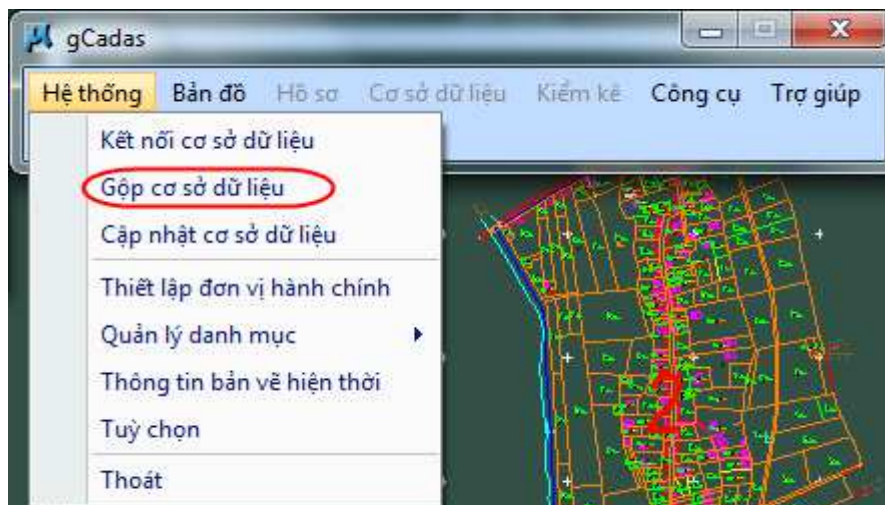 gCadas
Hệ thống Bản đồ Hồ sơ Cơ sở dữ liệu Kiểm kê Công cụ Trợ giúp
Kết nối cơ sở dữ liệu
Gộp cơ sở dữ liệu
Cập nhật cơ sở dữ liệu
Thiết lập đơn vị hành chính
Quản lý danh mục
Thông tin bản vẽ hiện thời
Tuỳ chọn
Thoát
2